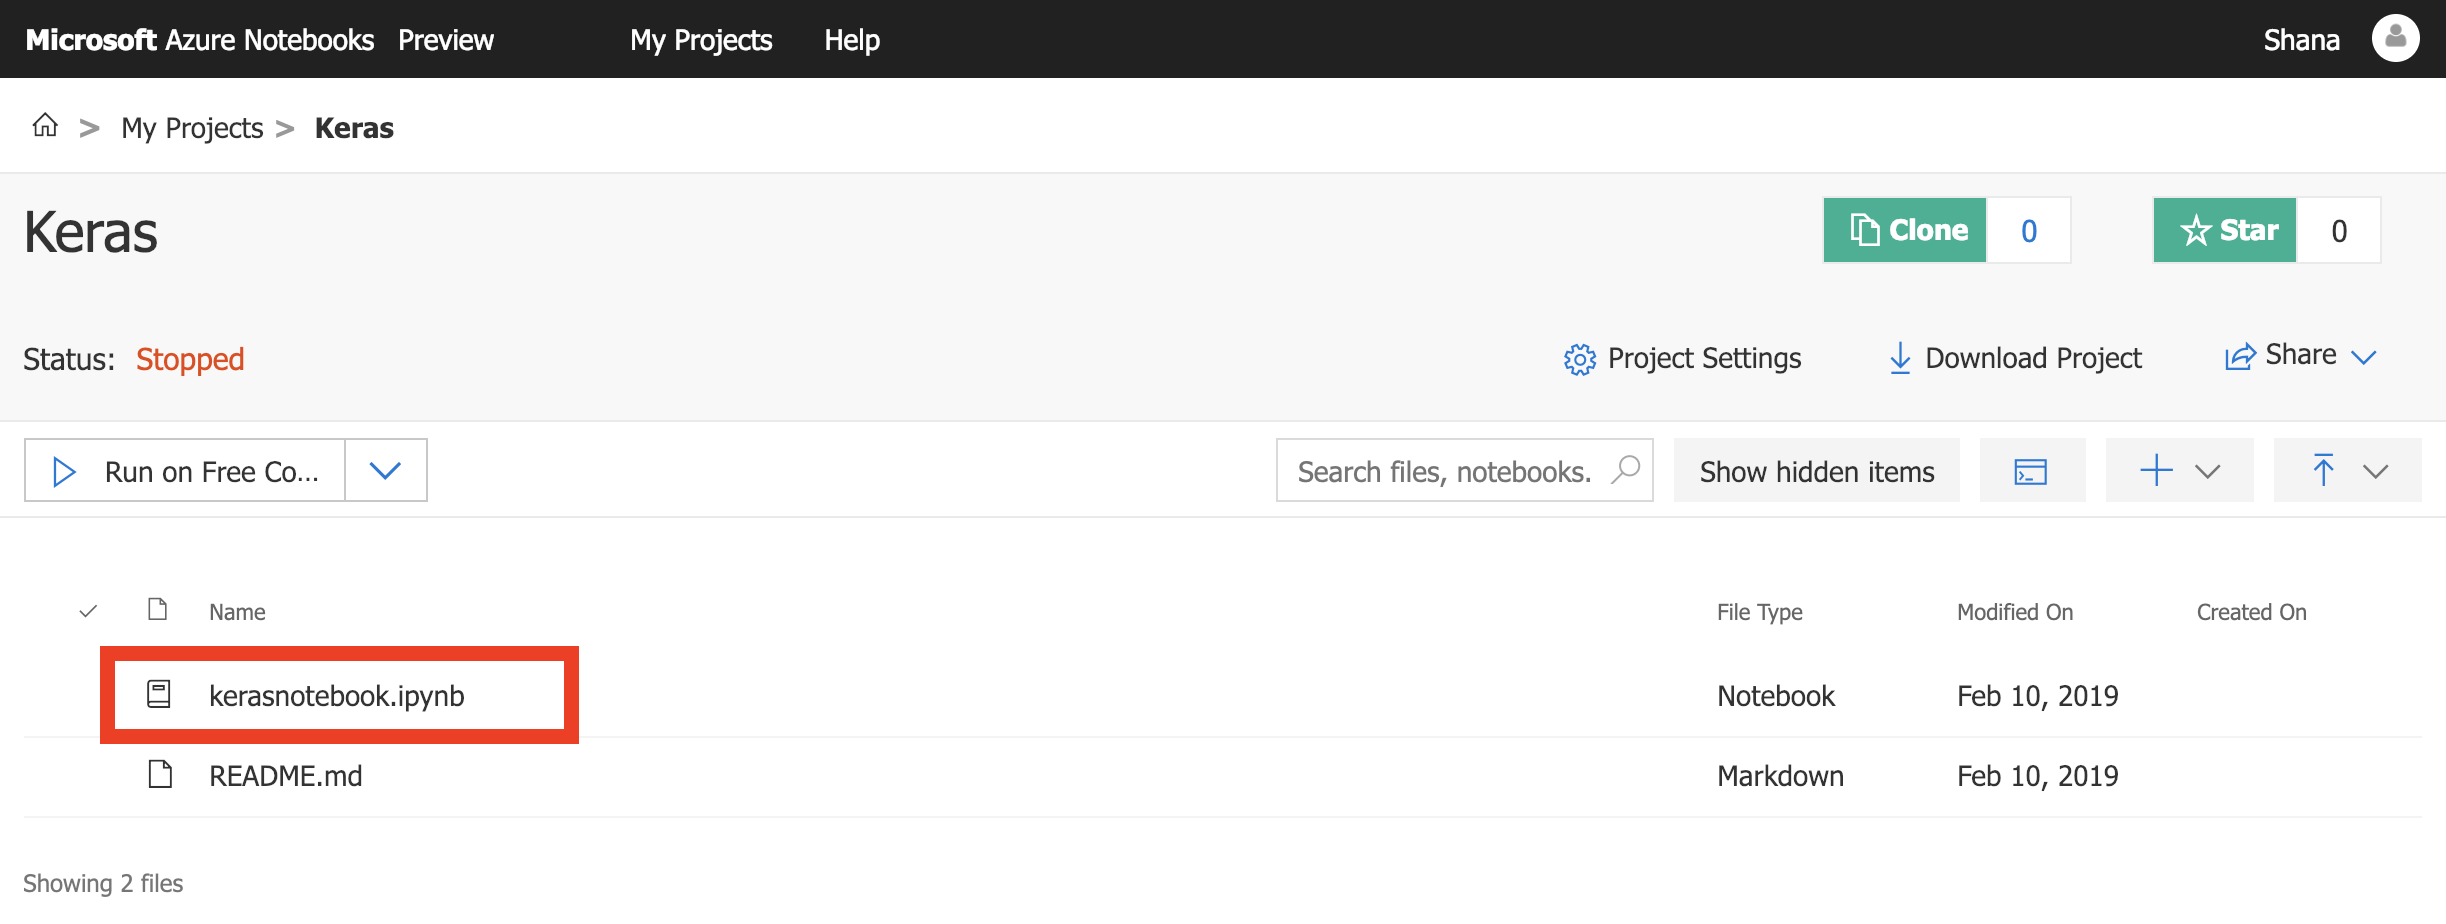 Microsoft Azure Notebooks Preview My Projects Help Shana
> My Projects > Keras
Keras
Clone 0 Star 0
Status: Stopped
Project Settings Download Project Share
Run on Free Co... Search files, notebooks. Show hidden items
Name File Type Modified On Created On
kerasnotebook.ipynb Notebook Feb 10, 2019
README.md Markdown Feb 10, 2019
Showing 2 files